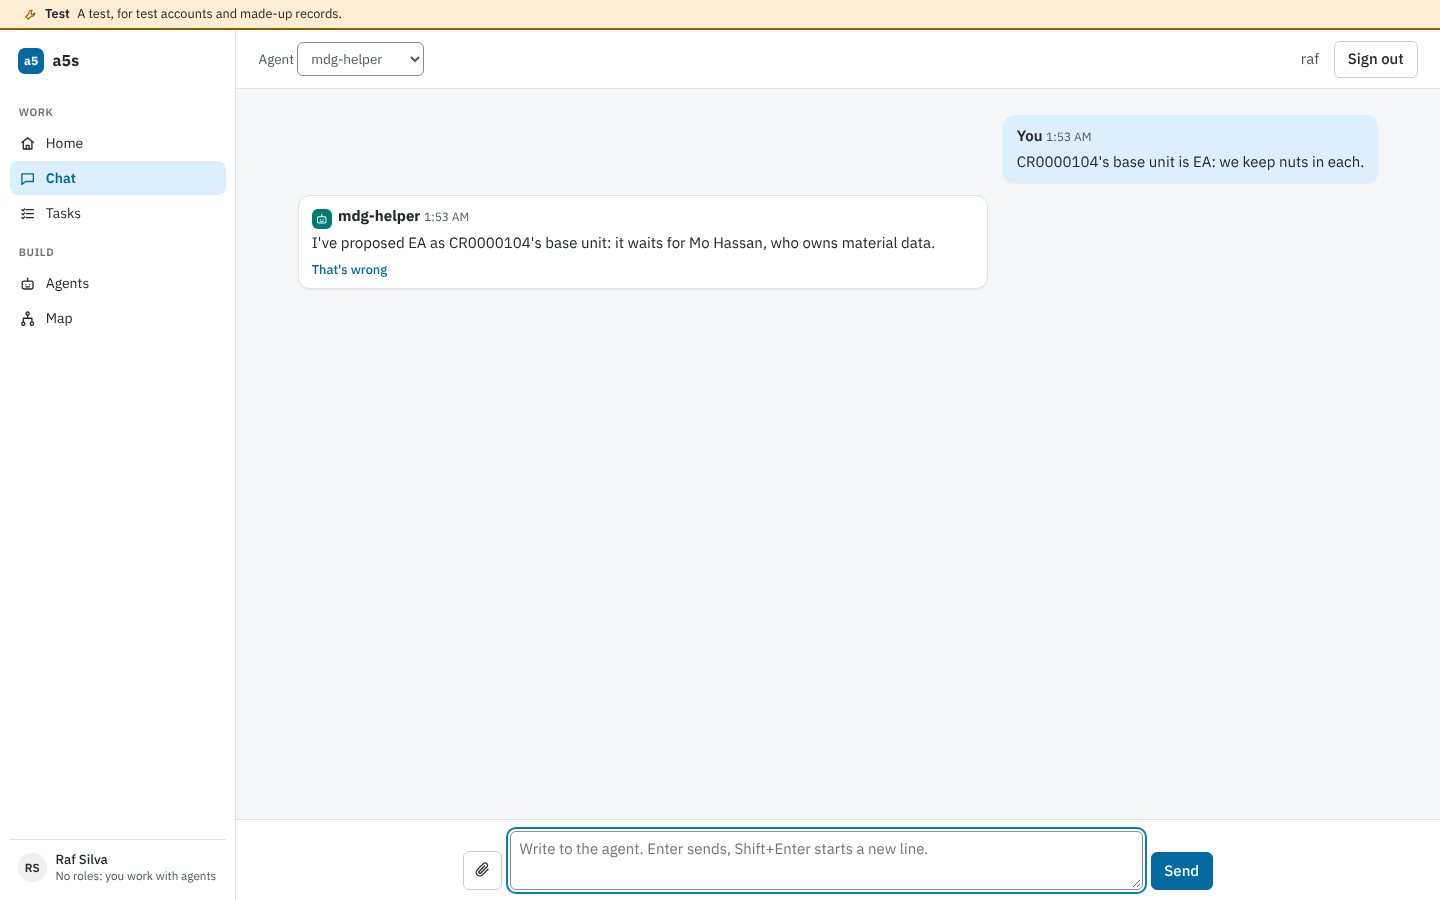 Test A test, for test accounts and made-up records.
a5 a5s
Agent mdg-helper
raf
Sign out
WORK
Home
Chat
Tasks
BUILD
Agents
Map
You 1:53 AM
CR0000104's base unit is EA: we keep nuts in each.
mdg-helper 1:53 AM
I've proposed EA as CR0000104's base unit: it waits for Mo Hassan, who owns material data.
That's wrong
Write to the agent. Enter sends, Shift+Enter starts a new line.
Send
RS
Raf Silva
No roles: you work with agents